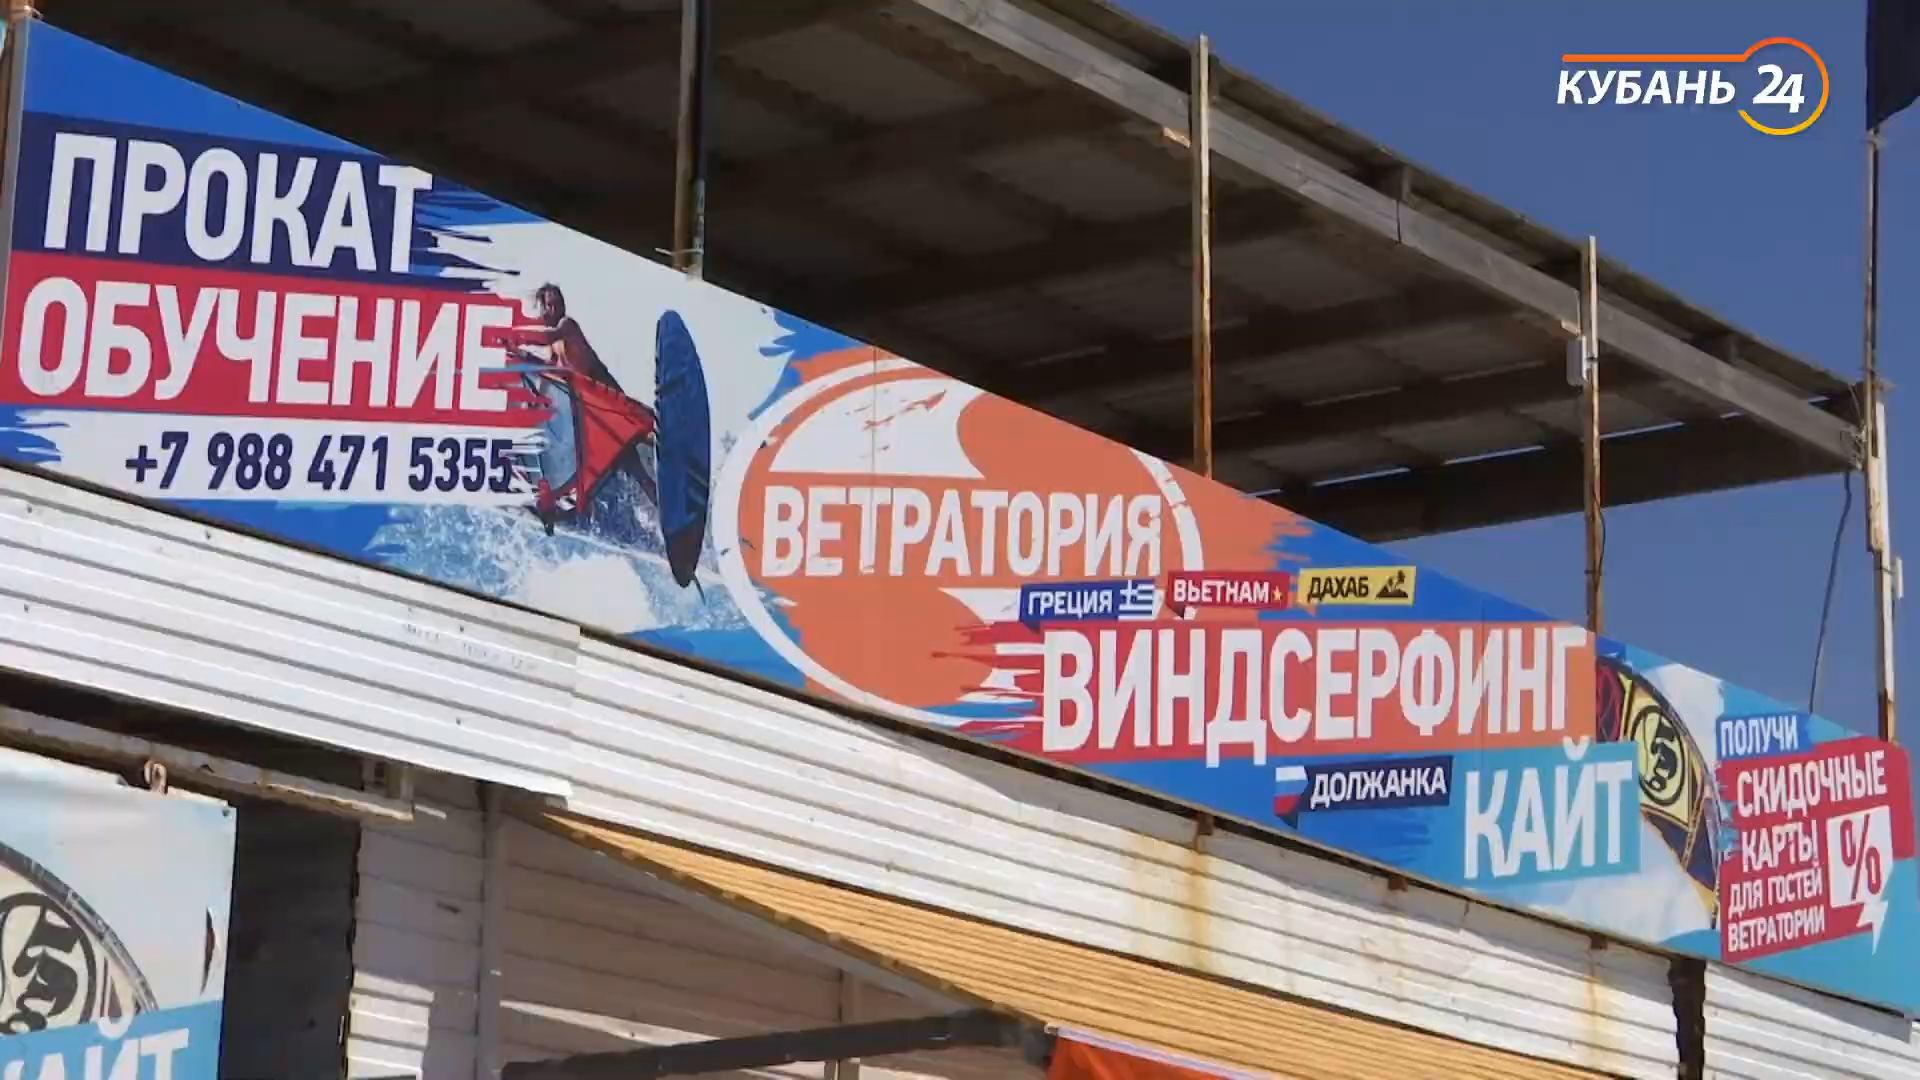 КУБАНЬ 24
ПРОКАТ
ОБУЧЕНИЕ
+7 988 471 5355
ВЕТРАТОРИЯ
ГРЕЦИЯ ВЬЕТНАМ ДАХАБ
ВИНДСЕРФИНГ
ДОЛЖАНКА
КАЙТ
ПОЛУЧИ
СКИДОЧНЫЕ
КАРТЫ %
ДЛЯ ГОСТЕЙ
ВЕТРАТОРИИ
КАЙТ